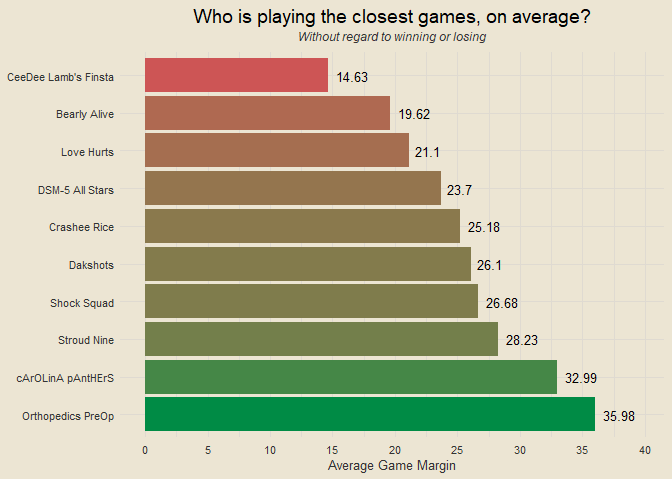 Who is playing the closest games, on average?
Without regard to winning or losing
CeeDee Lamb's Finsta 14.63
Bearly Alive 19.62
Love Hurts 21.1
DSM-5 All Stars 23.7
Crashee Rice 25.18
Dakshots 26.1
Shock Squad 26.68
Stroud Nine 28.23
cArOLinA pAntHErS 32.99
Orthopedics PreOp 35.98
0 5 10 15 20 25 30 35 40
Average Game Margin